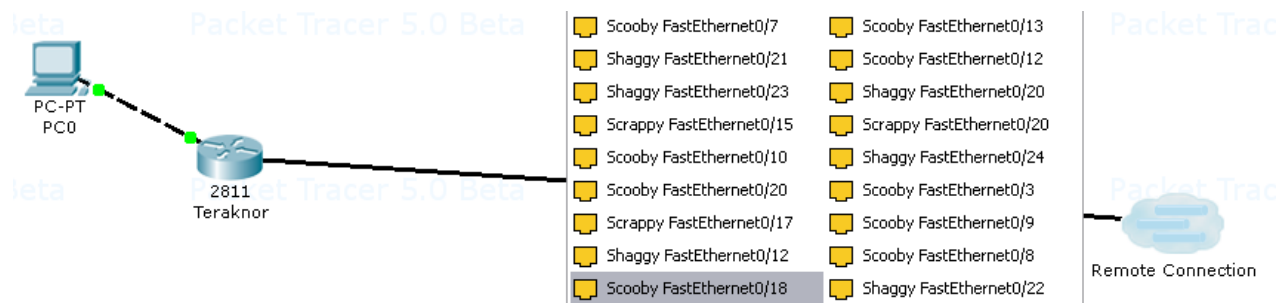 Beta
Packet Tracer 5.0 Beta
Packet Trac
PC-PT
PC0
Beta
Packet Tracer 5.0 Beta
2811
Teraknor
Scooby FastEthernet0/7
Shaggy FastEthernet0/21
Shaggy FastEthernet0/23
Scrappy FastEthernet0/15
Scooby FastEthernet0/10
Scooby FastEthernet0/20
Scrappy FastEthernet0/17
Shaggy FastEthernet0/12
Scooby FastEthernet0/18
Scooby FastEthernet0/13
Scooby FastEthernet0/12
Shaggy FastEthernet0/20
Scrappy FastEthernet0/20
Shaggy FastEthernet0/24
Scooby FastEthernet0/3
Scooby FastEthernet0/9
Scooby FastEthernet0/8
Shaggy FastEthernet0/22
Packet Trac
Remote Connection